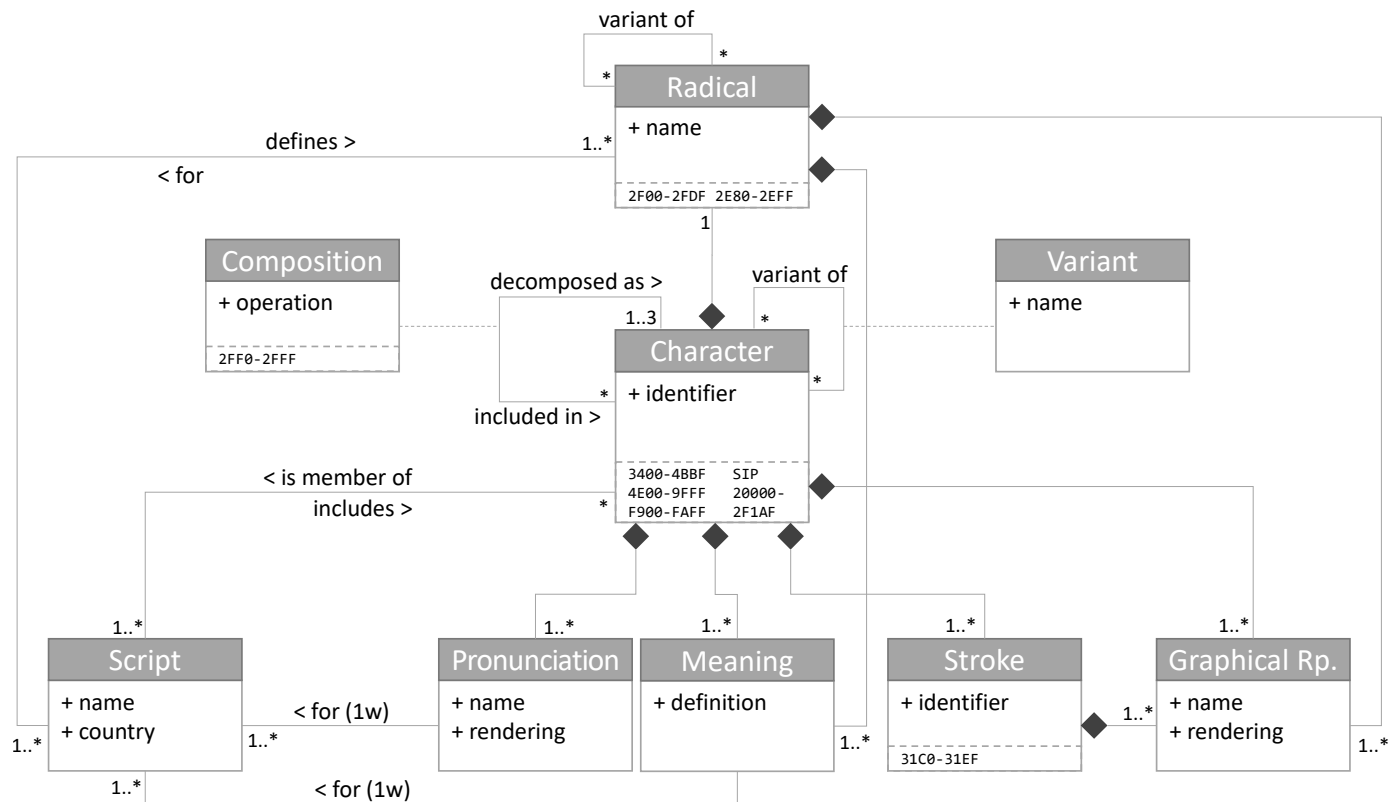 variant of
*
*
Radical
+ name
2F00-2FDF 2E80-2EFF
defines >
1..*
< for
1
Composition
+ operation
2FF0-2FFF
decomposed as >
1..3
variant of
*
Variant
+ name
Character
+ identifier
*
*
included in >
3400-4BBF SIP
4E00-9FFF 20000-
F900-FAFF 2F1AF
< is member of
includes >
*
1..*
1..*
1..*
1..*
1..*
Script
+ name
+ country
Pronunciation
+ name
+ rendering
Meaning
+ definition
Stroke
+ identifier
31C0-31EF
Graphical Rp.
+ name
+ rendering
< for (1w)
1..*
1..*
1..*
1..*
1..*
1..*
< for (1w)